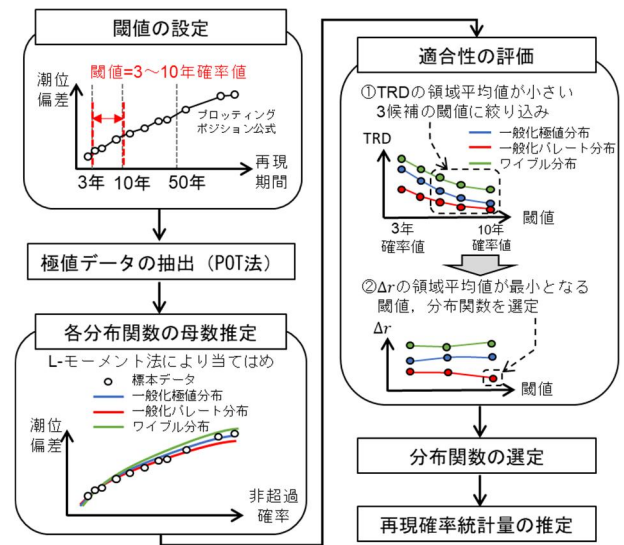 閾値の設定
潮位
偏差
閾値=3～10年確率値
プロッティング
ポジション公式
3年
10年
50年
再現
期間
極値データの抽出（POT法）
各分布関数の母数推定
L-モーメント法により当てはめ
標本データ
一般化極値分布
一般化パレート分布
ワイブル分布
潮位
偏差
非超過
確率
適合性の評価
①TRDの領域平均値が小さい
3候補の閾値に絞り込み
TRD
一般化極値分布
一般化パレート分布
ワイブル分布
閾値
3年
確率値
10年
確率値
②Δrの領域平均値が最小となる
閾値，分布関数を選定
Δr
閾値
分布関数の選定
再現確率統計量の推定